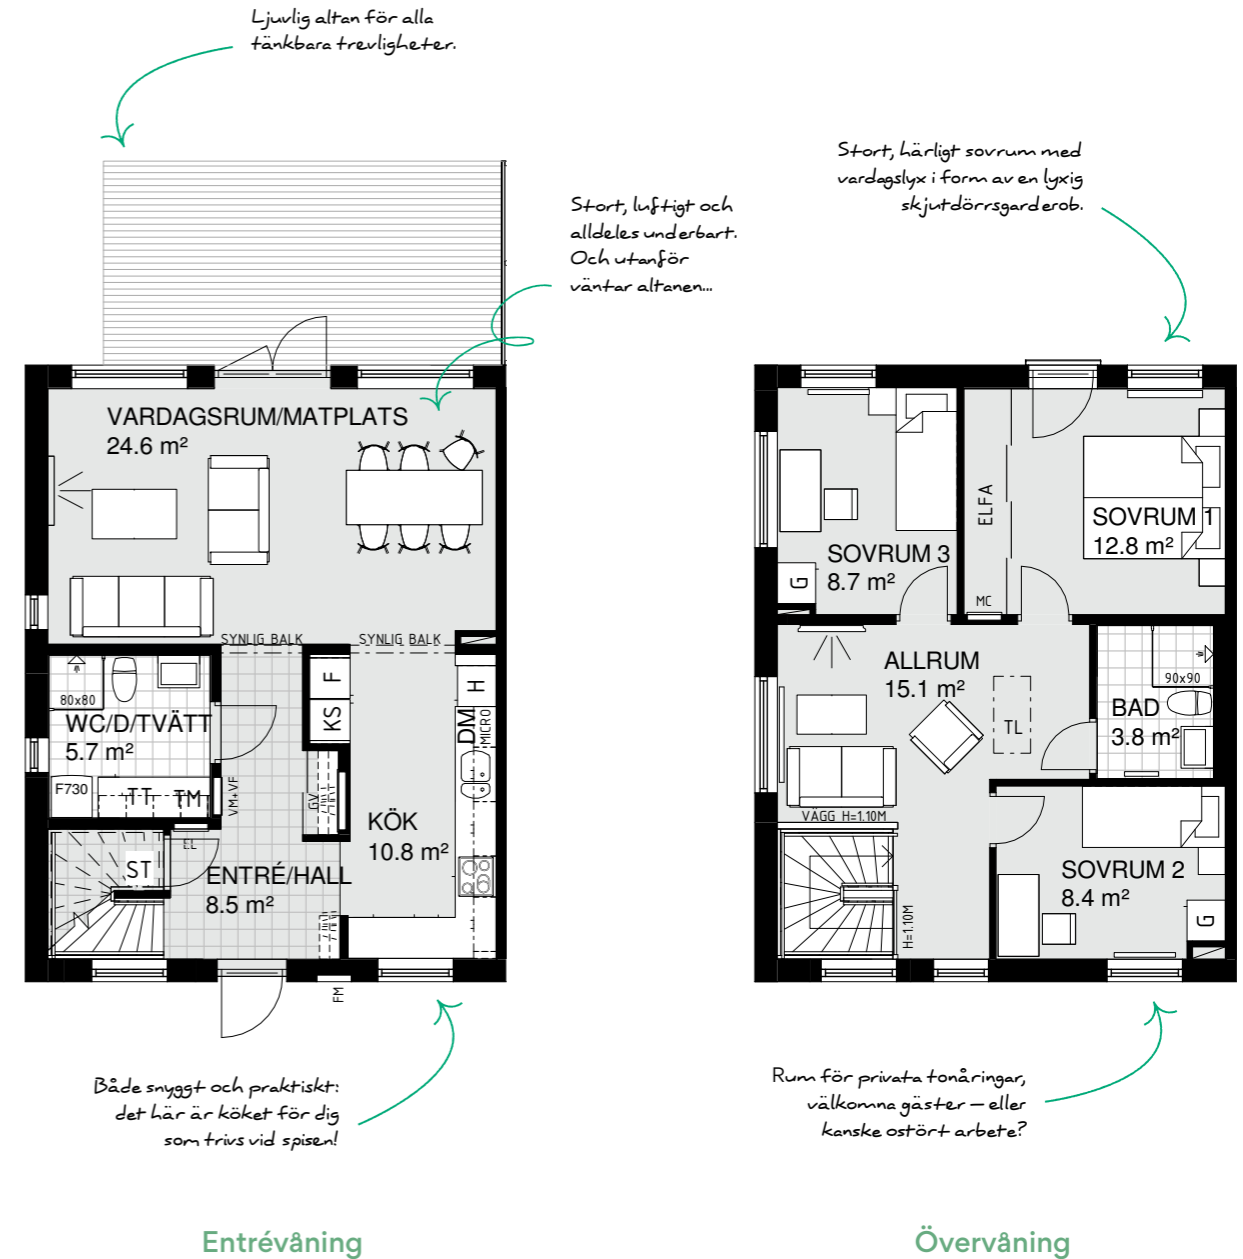 Ljuvlig altan för alla
tänkbara trevligheter.
Stort, luftigt och
alldeles underbart.
Och utanför
väntar altanen...
Stort, härligt sovrum med
vardagslyx i form av en lyxig
skjutdörrsgarderob.
VARDAGSRUM/MATPLATS
24.6 m²
SYNLIG BALK
SYNLIG BALK
80x80
WC/D/TVÄTT
5.7 m²
F730
TT
TM
VM+VF
F
KS
H
DM
MICRO
GV
KÖK
10.8 m²
EL
ST
ENTRÉ/HALL
8.5 m²
FM
SOVRUM 3
8.7 m²
G
ELFA
MC
SOVRUM 1
12.8 m²
ALLRUM
15.1 m²
TL
90x90
BAD
3.8 m²
VÄGG H=1.10M
H=1.10M
SOVRUM 2
8.4 m²
G
Både snyggt och praktiskt:
det här är köket för dig
som trivs vid spisen!
Rum för privata tonåringar,
välkomna gäster – eller
kanske ostört arbete?
Entrévåning
Övervåning